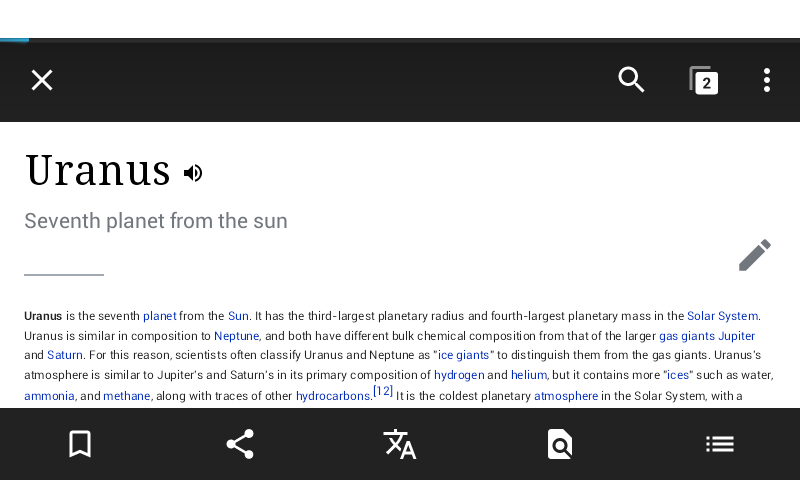 2
Uranus
Seventh planet from the sun
Uranus is the seventh planet from the Sun. It has the third-largest planetary radius and fourth-largest planetary mass in the Solar System.
Uranus is similar in composition to Neptune, and both have different bulk chemical composition from that of the larger gas giants Jupiter
and Saturn. For this reason, scientists often classify Uranus and Neptune as "ice giants" to distinguish them from the gas giants. Uranus's
atmosphere is similar to Jupiter's and Saturn's in its primary composition of hydrogen and helium, but it contains more "ices" such as water,
ammonia, and methane, along with traces of other hydrocarbons.[12] It is the coldest planetary atmosphere in the Solar System, with a